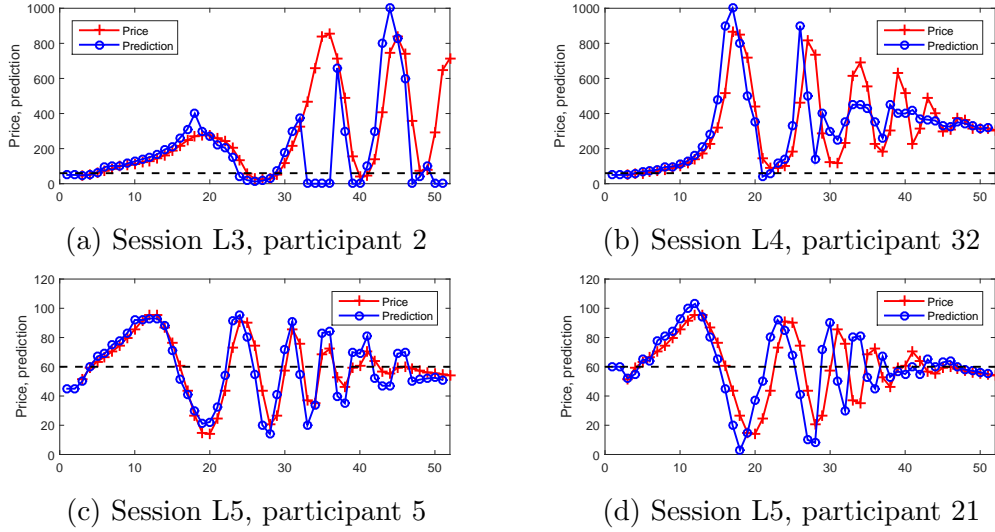 1000
800
600
400
200
0
Price, prediction
Price
Prediction
0 10 20 30 40 50
(a) Session L3, participant 2
1000
800
600
400
200
0
Price, prediction
Price
Prediction
0 10 20 30 40 50
(b) Session L4, participant 32
120
100
80
60
40
20
0
Price, prediction
Price
Prediction
0 10 20 30 40 50
(c) Session L5, participant 5
120
100
80
60
40
20
0
Price, prediction
Price
Prediction
0 10 20 30 40 50
(d) Session L5, participant 21